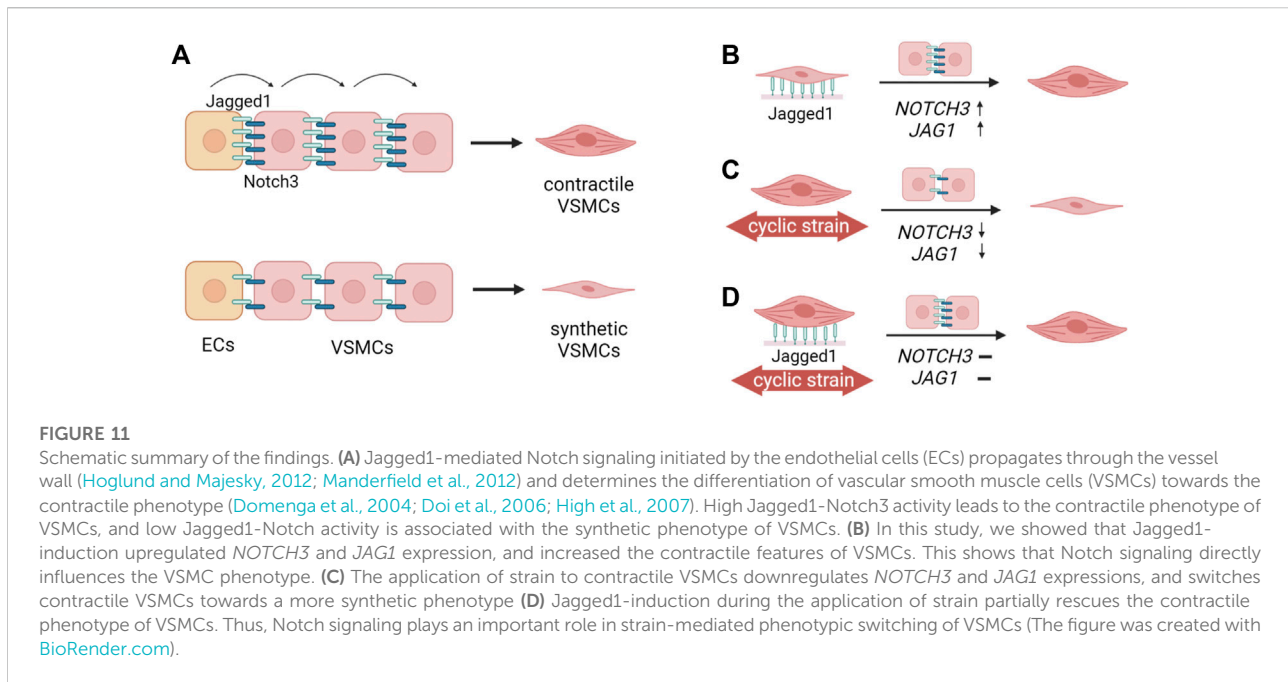 A
Jagged1
Notch3
contractile
VSMCs
ECs
VSMCs
synthetic
VSMCs
B
Jagged1
NOTCH3 ↑
JAG1 ↑
C
cyclic strain
NOTCH3 ↓
JAG1 ↓
D
Jagged1
cyclic strain
NOTCH3 –
JAG1 –
FIGURE 11
Schematic summary of the findings. (A) Jagged1-mediated Notch signaling initiated by the endothelial cells (ECs) propagates through the vessel
wall (Hoglund and Majesky, 2012; Manderfield et al., 2012) and determines the differentiation of vascular smooth muscle cells (VSMCs) towards the
contractile phenotype (Domenga et al., 2004; Doi et al., 2006; High et al., 2007). High Jagged1-Notch3 activity leads to the contractile phenotype of
VSMCs, and low Jagged1-Notch activity is associated with the synthetic phenotype of VSMCs. (B) In this study, we showed that Jagged1-
induction upregulated NOTCH3 and JAG1 expression, and increased the contractile features of VSMCs. This shows that Notch signaling directly
influences the VSMC phenotype. (C) The application of strain to contractile VSMCs downregulates NOTCH3 and JAG1 expressions, and switches
contractile VSMCs towards a more synthetic phenotype (D) Jagged1-induction during the application of strain partially rescues the contractile
phenotype of VSMCs. Thus, Notch signaling plays an important role in strain-mediated phenotypic switching of VSMCs (The figure was created with
BioRender.com).